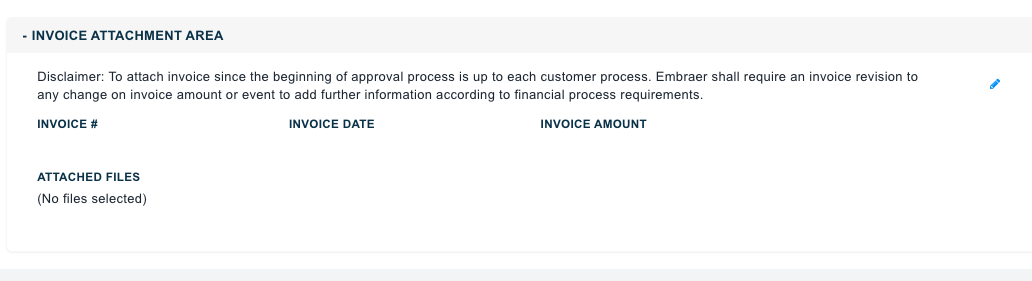 - INVOICE ATTACHMENT AREA
Disclaimer: To attach invoice since the beginning of approval process is up to each customer process. Embraer shall require an invoice revision to
any change on invoice amount or event to add further information according to financial process requirements.
INVOICE # INVOICE DATE INVOICE AMOUNT
ATTACHED FILES
(No files selected)